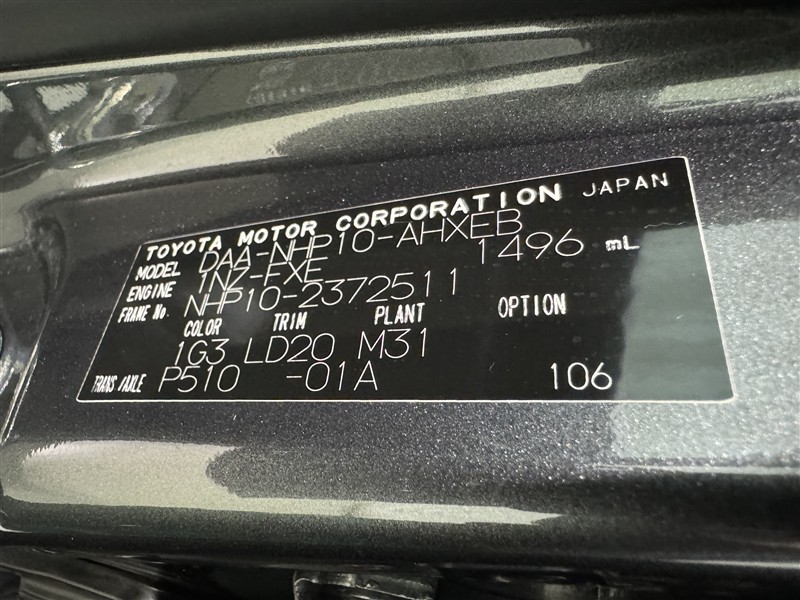 TOYOTA MOTOR CORPORATION JAPAN
MODEL DAA-NHP10-AHXEB
ENGINE 1NZ-FXE 1496 mL
FRAME No. NHP10-2372511
COLOR TRIM PLANT OPTION
1G3 LD20 M31
TRANS./AXLE P510 -01A 106